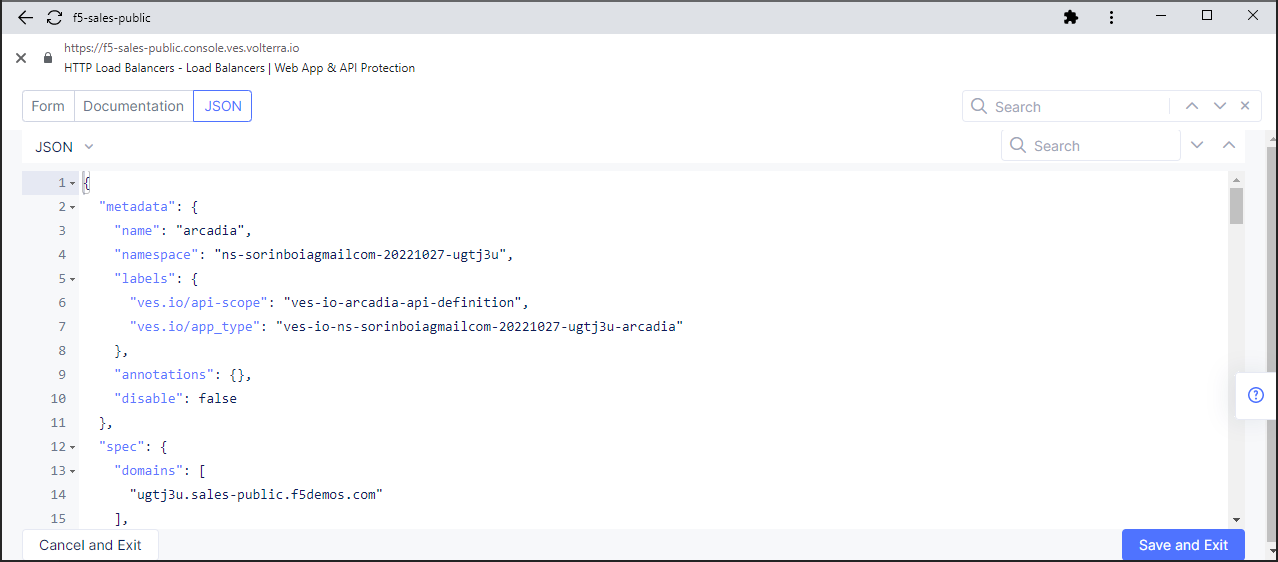 f5-sales-public
https://f5-sales-public.console.ves.volterra.io
HTTP Load Balancers - Load Balancers | Web App & API Protection
Form Documentation JSON Search
JSON Search
1 {
2 "metadata": {
3 "name": "arcadia",
4 "namespace": "ns-sorinboiagmailcom-20221027-ugtj3u",
5 "labels": {
6 "ves.io/api-scope": "ves-io-arcadia-api-definition",
7 "ves.io/app_type": "ves-io-ns-sorinboiagmailcom-20221027-ugtj3u-arcadia"
8 },
9 "annotations": {},
10 "disable": false
11 },
12 "spec": {
13 "domains": [
14 "ugtj3u.sales-public.f5demos.com"
15 ],
Cancel and Exit Save and Exit